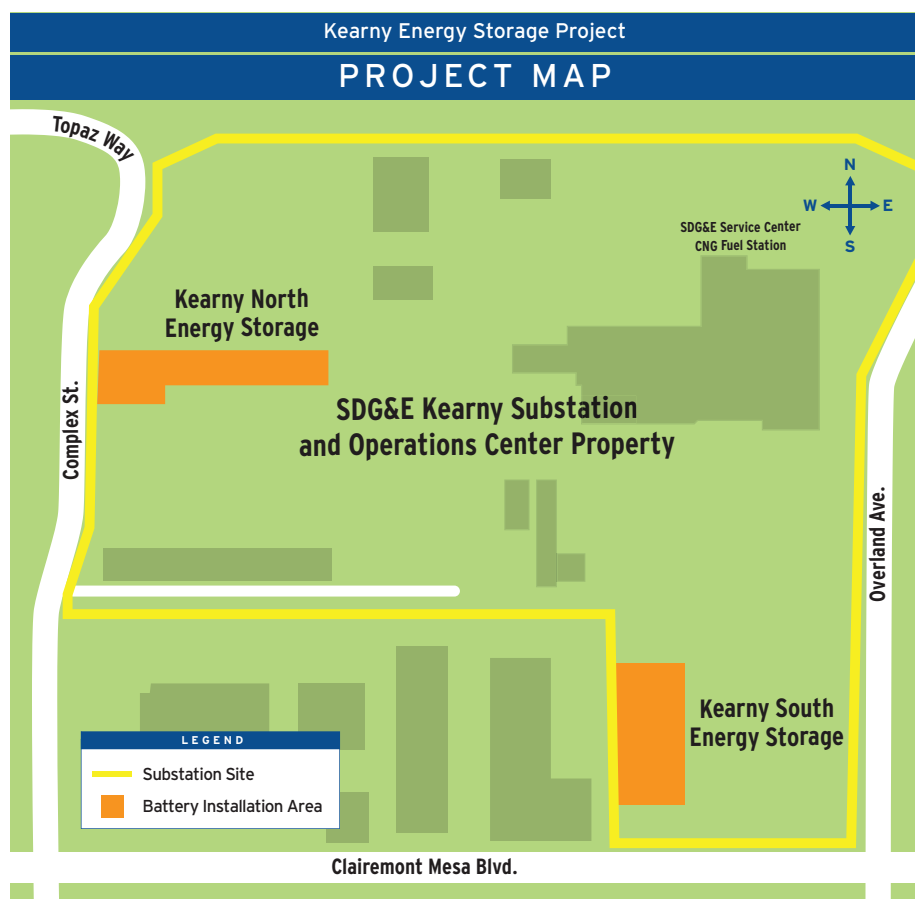 Kearny Energy Storage Project
PROJECT MAP
Topaz Way
N
W E
S
SDG&E Service Center
CNG Fuel Station
Kearny North
Energy Storage
Complex St.
SDG&E Kearny Substation
and Operations Center Property
Overland Ave.
Kearny South
Energy Storage
LEGEND
Substation Site
Battery Installation Area
Clairemont Mesa Blvd.